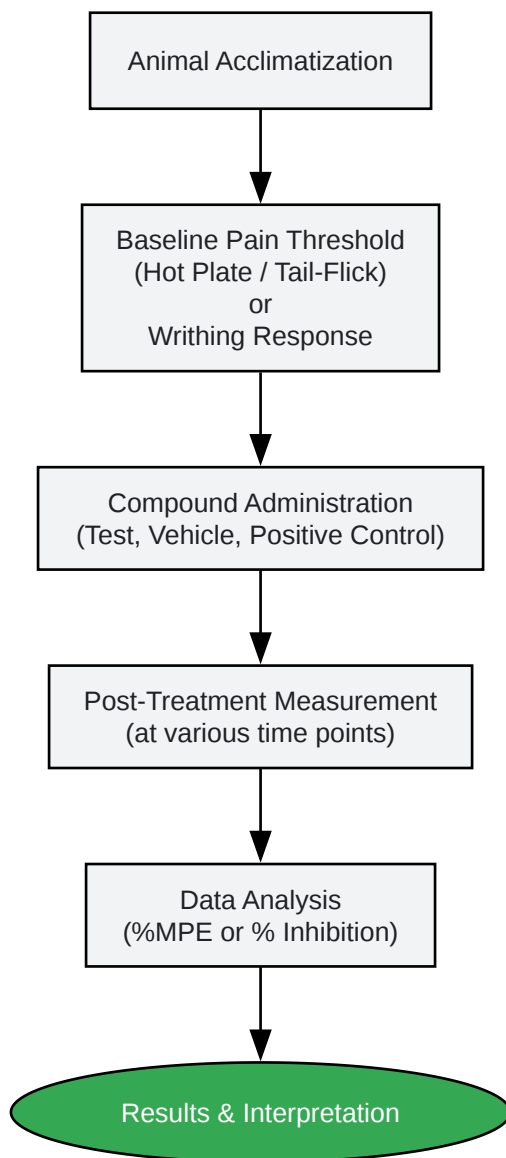 Animal Acclimatization
Baseline Pain Threshold
(Hot Plate / Tail-Flick)
or
Writhing Response
Compound Administration
(Test, Vehicle, Positive Control)
Post-Treatment Measurement
(at various time points)
Data Analysis
(%MPE or % Inhibition)
Results & Interpretation